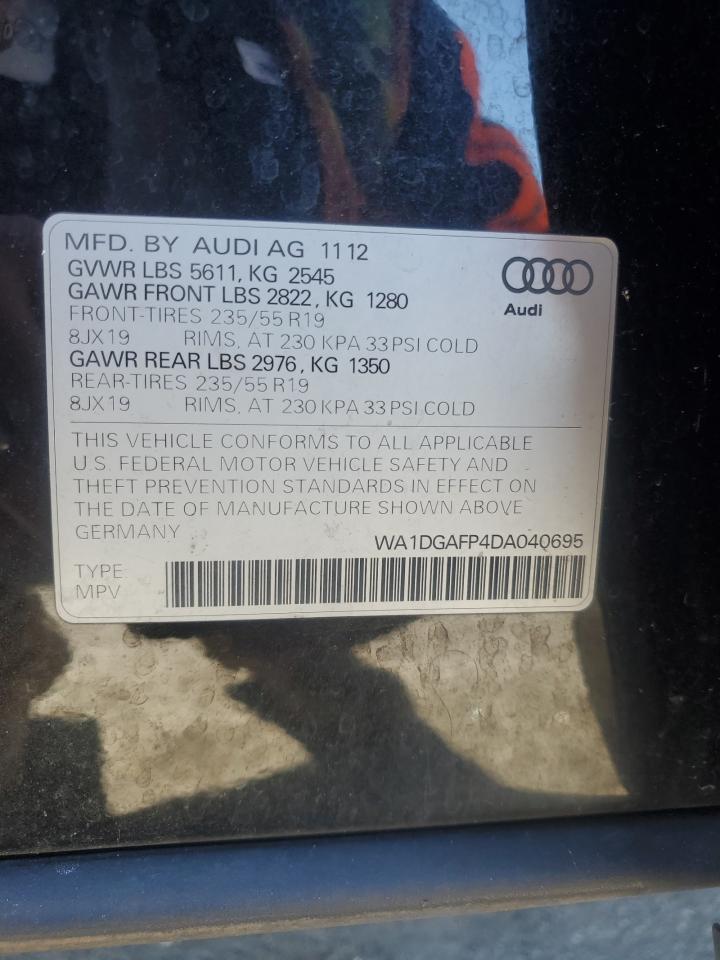 MFD. BY AUDI AG 11 12
GVWR LBS 5611, KG 2545
GAWR FRONT LBS 2822, KG 1280
FRONT-TIRES 235/55 R19
8JX19 RIMS, AT 230 KPA 33 PSI COLD
GAWR REAR LBS 2976, KG 1350
REAR-TIRES 235/55 R19
8JX19 RIMS, AT 230 KPA 33 PSI COLD
Audi
THIS VEHICLE CONFORMS TO ALL APPLICABLE
U.S. FEDERAL MOTOR VEHICLE SAFETY AND
THEFT PREVENTION STANDARDS IN EFFECT ON
THE DATE OF MANUFACTURE SHOWN ABOVE
GERMANY
WA1DGAFP4DA040695
TYPE
MPV